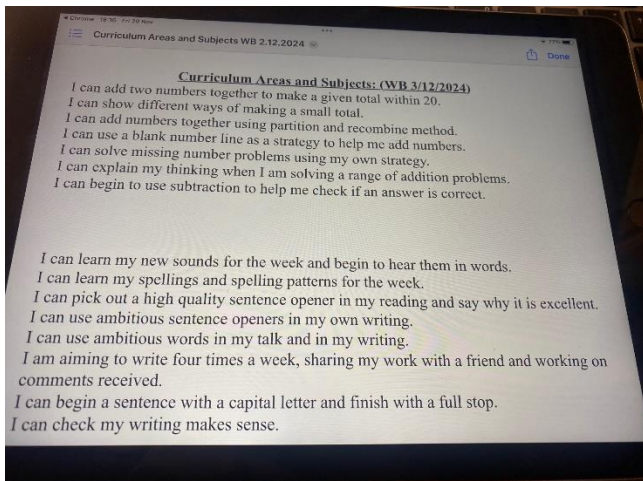 Chrome 18:16 Fri 29 Nov
77%
Curriculum Areas and Subjects WB 2.12.2024
Done
Curriculum Areas and Subjects: (WB 3/12/2024)
I can add two numbers together to make a given total within 20.
I can show different ways of making a small total.
I can add numbers together using partition and recombine method.
I can use a blank number line as a strategy to help me add numbers.
I can solve missing number problems using my own strategy.
I can explain my thinking when I am solving a range of addition problems.
I can begin to use subtraction to help me check if an answer is correct.
I can learn my new sounds for the week and begin to hear them in words.
I can learn my spellings and spelling patterns for the week.
I can pick out a high quality sentence opener in my reading and say why it is excellent.
I can use ambitious sentence openers in my own writing.
I can use ambitious words in my talk and in my writing.
I am aiming to write four times a week, sharing my work with a friend and working on
comments received.
I can begin a sentence with a capital letter and finish with a full stop.
I can check my writing makes sense.